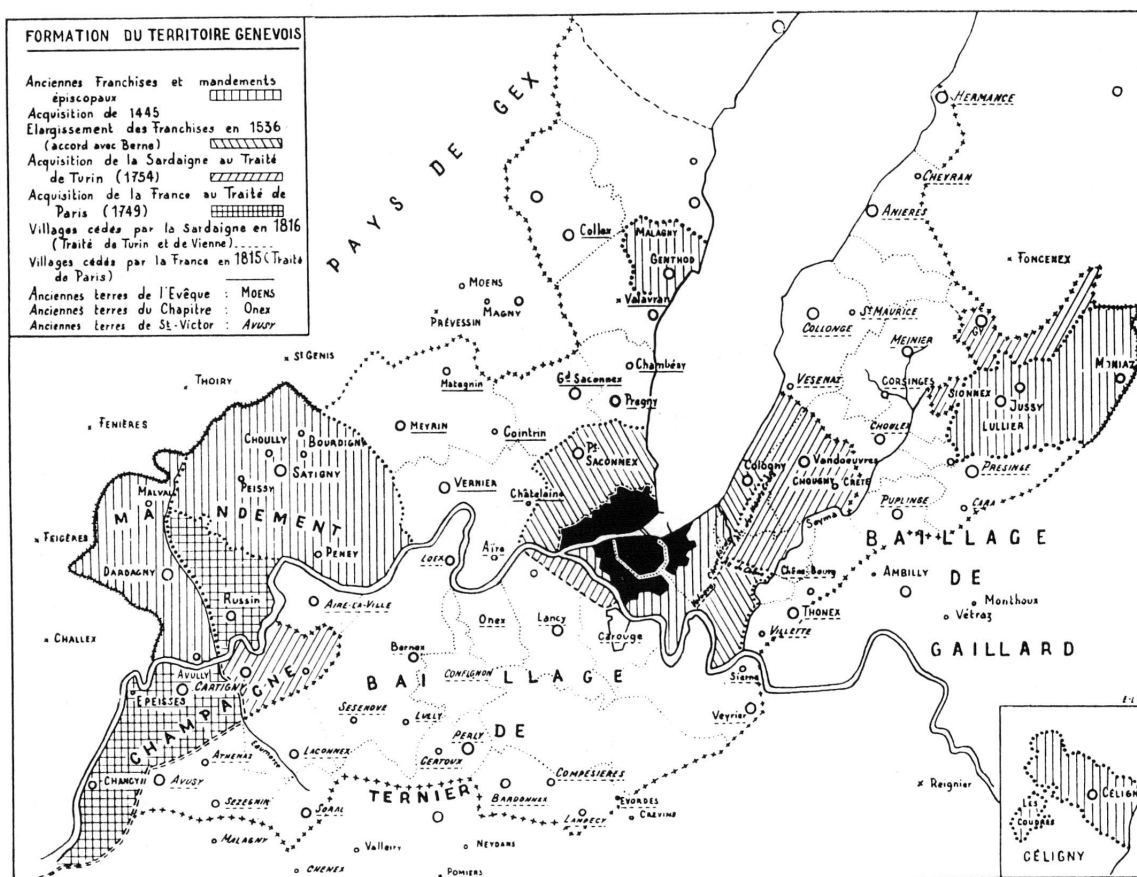 FORMATION DU TERRITOIRE GENEVOIS
Anciennes Franchises et mandements
épiscopaux
Acquisition de 1445
Elargissement des Franchises en 1536
(accord avec Berne)
Acquisition de la Sardaigne au Traité
de Turin (1754)
Acquisition de la France au Traité de
Paris (1749)
Villages cédés par la Sardaigne en 1816
(Traité de Turin et de Vienne)
Villages cédés par la France en 1815 (Traité
de Paris)
Anciennes terres de l'Evêque : MOENS
Anciennes terres du Chapitre : Onex
Anciennes terres de St-Victor : AVUSY
PAYS DE GEX
HERMANCE
CHEVRAN
ANIERES
FONCENEX
Collex
MALAGNY
GENTHOD
Valavran
MOENS
MAGNY
PRÉVESSIN
COLLONGE
St MAURICE
GY
MEINIER
MONIAZ
St GENIS
Chambésy
VESENAZ
CORSINGES
SIONNEX
JUSSY
THOIRY
Matagnin
Gd Saconnex
Pregny
CHOULEX
LULLIER
FENIÈRES
CHOULLY
BOURDIGNY
MEYRIN
Cointrin
Pt SACONNEX
Cologny
Vandoeuvres
PRESINGE
SATIGNY
PEISSY
VERNIER
CHOUGNY
CRÊTE
MALVAL
Châtelaine
PUPLINGE
CARA
MANDEMENT
Seyma
FEIGÈRES
PENEY
LOEX
Aïre
BAILLAGE
DE
GAILLARD
Chêne-Bourg
DARDAGNY
AMBILLY
Monthoux
RUSSIN
AIRE-LA-VILLE
Onex
Lancy
Carouge
THONEX
Vétraz
CHALLEX
VILLETTE
Bernex
AVULLY
CARTIGNY
CONFIGNON
Sierne
EPEISSES
BAILLAGE
DE
TERNIER
CHAMPAGNE
SESENOVE
LULLY
Veyrier
PERLY
CERTOUX
ATHENAZ
LACONNEX
CHANCY
AVUSY
COMPESIÈRES
BARDONNEX
Reignier
EVORDES
SEZEGNIN
SORAL
LANDECY
CREVINS
MALAGNY
Valleiry
NEYDANS
CHENEX
POMIERS
CÉLIGNY
LES
COUDRES
CÉLIGNY